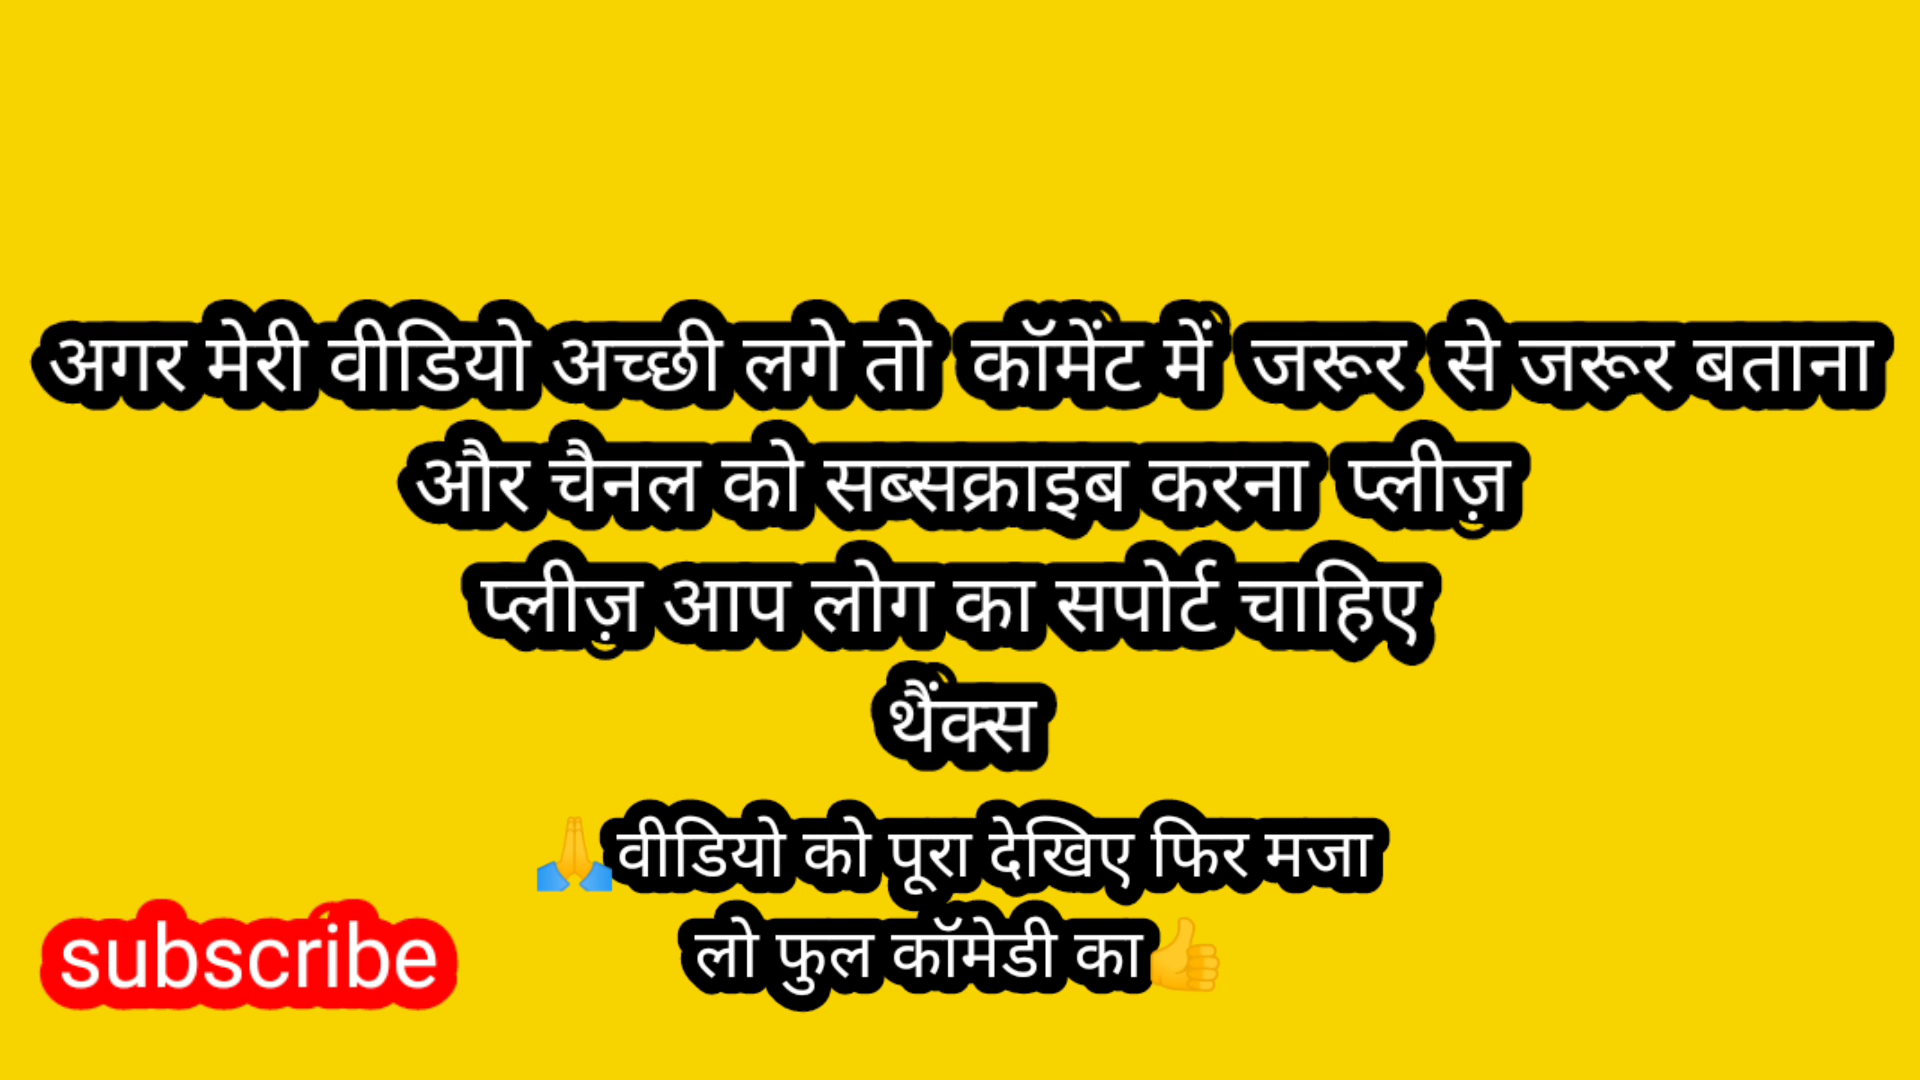 अगर मेरी वीडियो अच्छी लगे तो कॉमेंट में जरूर से जरूर बताना
और चैनल को सब्सक्राइब करना प्लीज़
प्लीज़ आप लोग का सपोर्ट चाहिए
थैंक्स
🙏वीडियो को पूरा देखिए फिर मजा
लो फुल कॉमेडी का👍
subscribe